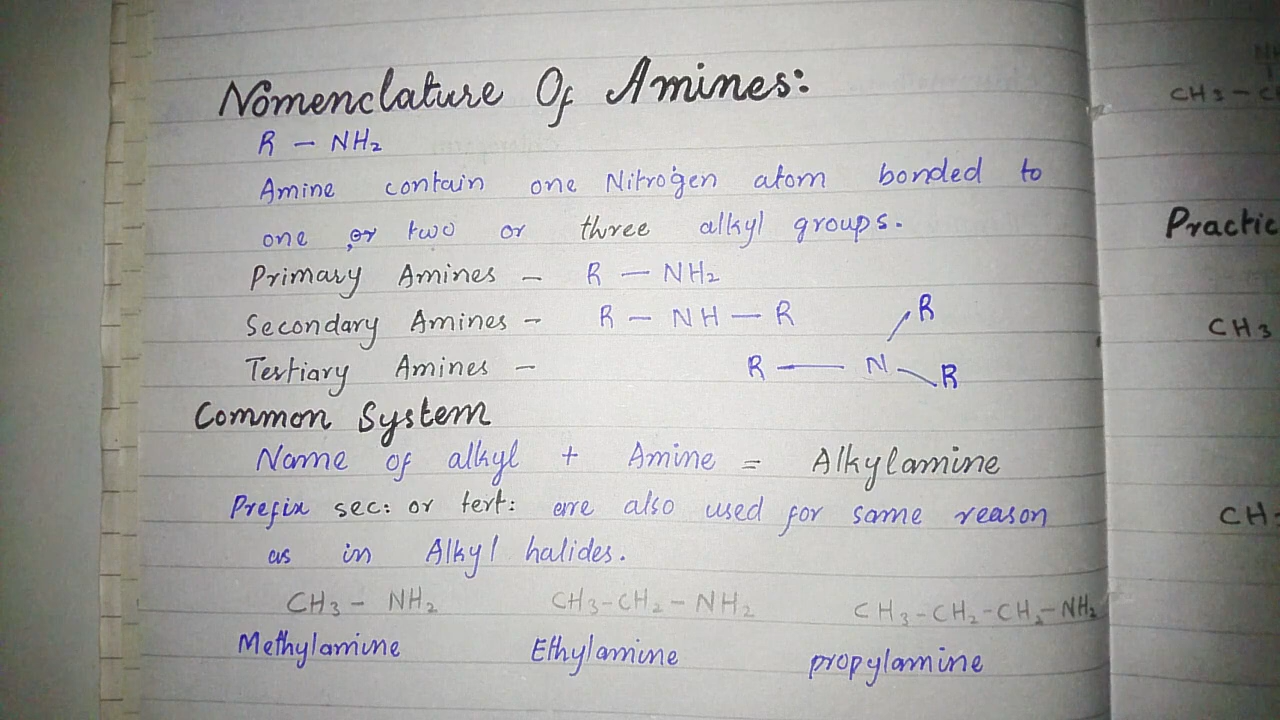 Nomenclature Of Amines:
R - NH2
Amine contain one Nitrogen atom bonded to
one or two or three alkyl groups.
Primary Amines - R - NH2
Secondary Amines - R - NH - R
R
Tertiary Amines - R - N - R
Common System
Name of alkyl + Amine = Alkylamine
Prefix sec: or tert: are also used for same reason
as in Alkyl halides.
CH3 - NH2 CH3-CH2-NH2 CH3-CH2-CH2-NH2
Methylamine Ethylamine propylamine
CH3-C
Practic
CH3
CH